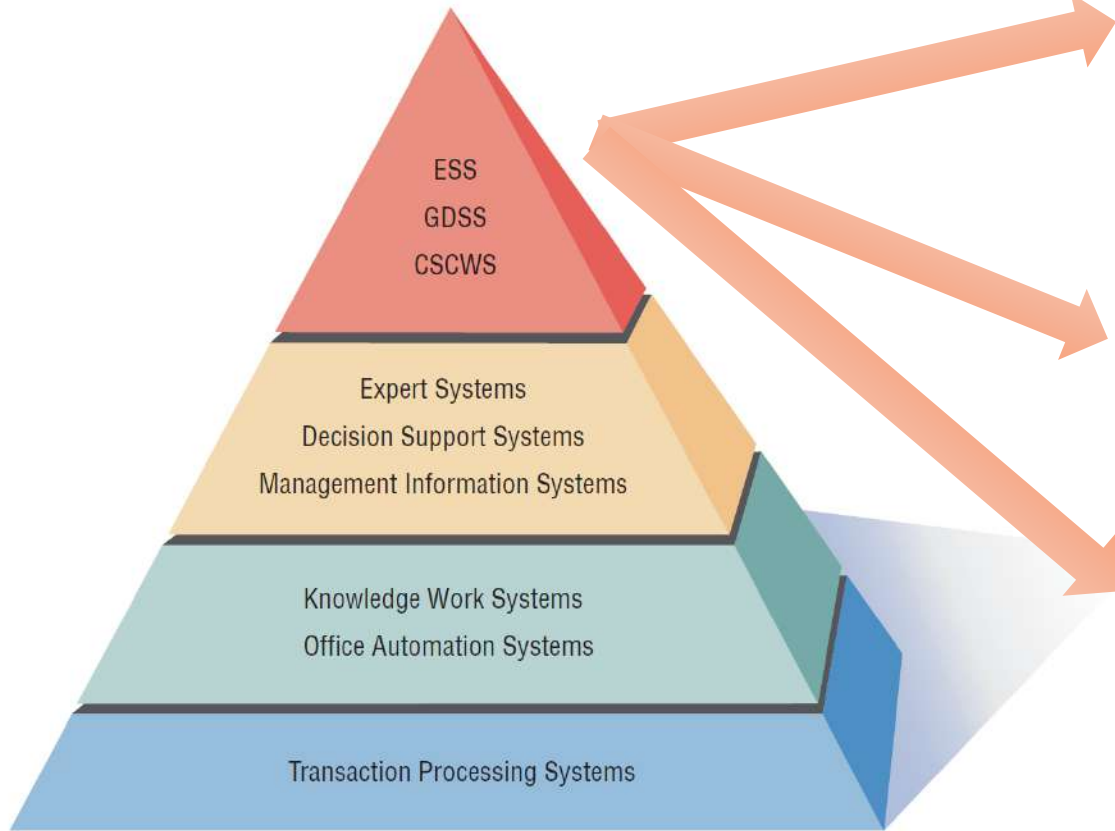 ESS
GDSS
CSCWS
Expert Systems
Decision Support Systems
Management Information Systems
Knowledge Work Systems
Office Automation Systems
Transaction Processing Systems